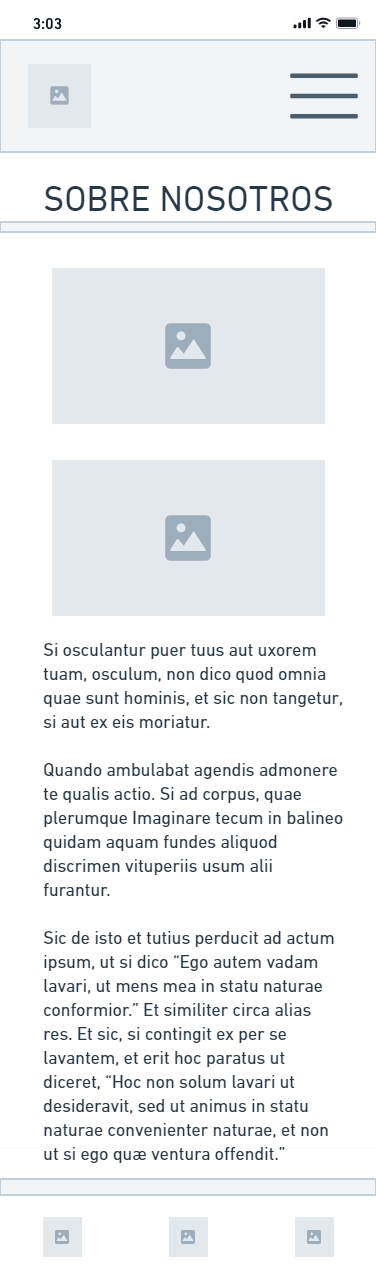 3:03
SOBRE NOSOTROS
Si osculantur puer tuus aut uxorem
tuam, osculum, non dico quod omnia
quae sunt hominis, et sic non tangetur,
si aut ex eis moriatur.
Quando ambulabat agendis admonere
te qualis actio. Si ad corpus, quae
plerumque Imaginare tecum in balineo
quidam aquam fundes aliquod
discrimen vituperiis usum alii
furantur.
Sic de isto et tutius perducit ad actum
ipsum, ut si dico “Ego autem vadam
lavari, ut mens mea in statu naturae
conformior.” Et similiter circa alias
res. Et sic, si contingit ex per se
lavantem, et erit hoc paratus ut
diceret, “Hoc non solum lavari ut
desideravit, sed ut animus in statu
naturae convenienter naturae, et non
ut si ego quæ ventura offendit.”